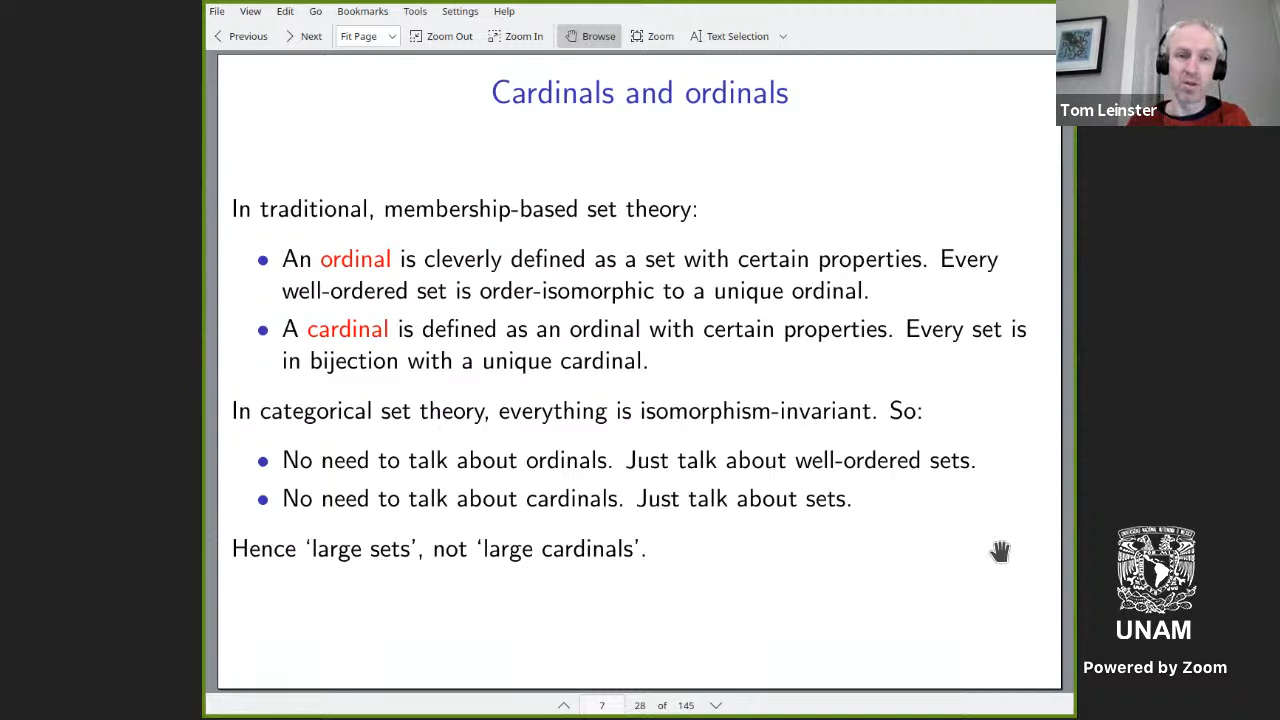 File View Edit Go Bookmarks Tools Settings Help
Previous Next Fit Page Zoom Out Zoom In Browse Zoom Text Selection
Tom Leinster
Cardinals and ordinals
In traditional, membership-based set theory:
• An ordinal is cleverly defined as a set with certain properties. Every
well-ordered set is order-isomorphic to a unique ordinal.
• A cardinal is defined as an ordinal with certain properties. Every set is
in bijection with a unique cardinal.
In categorical set theory, everything is isomorphism-invariant. So:
• No need to talk about ordinals. Just talk about well-ordered sets.
• No need to talk about cardinals. Just talk about sets.
Hence ‘large sets’, not ‘large cardinals’.
UNAM
Powered by Zoom
7 28 of 145